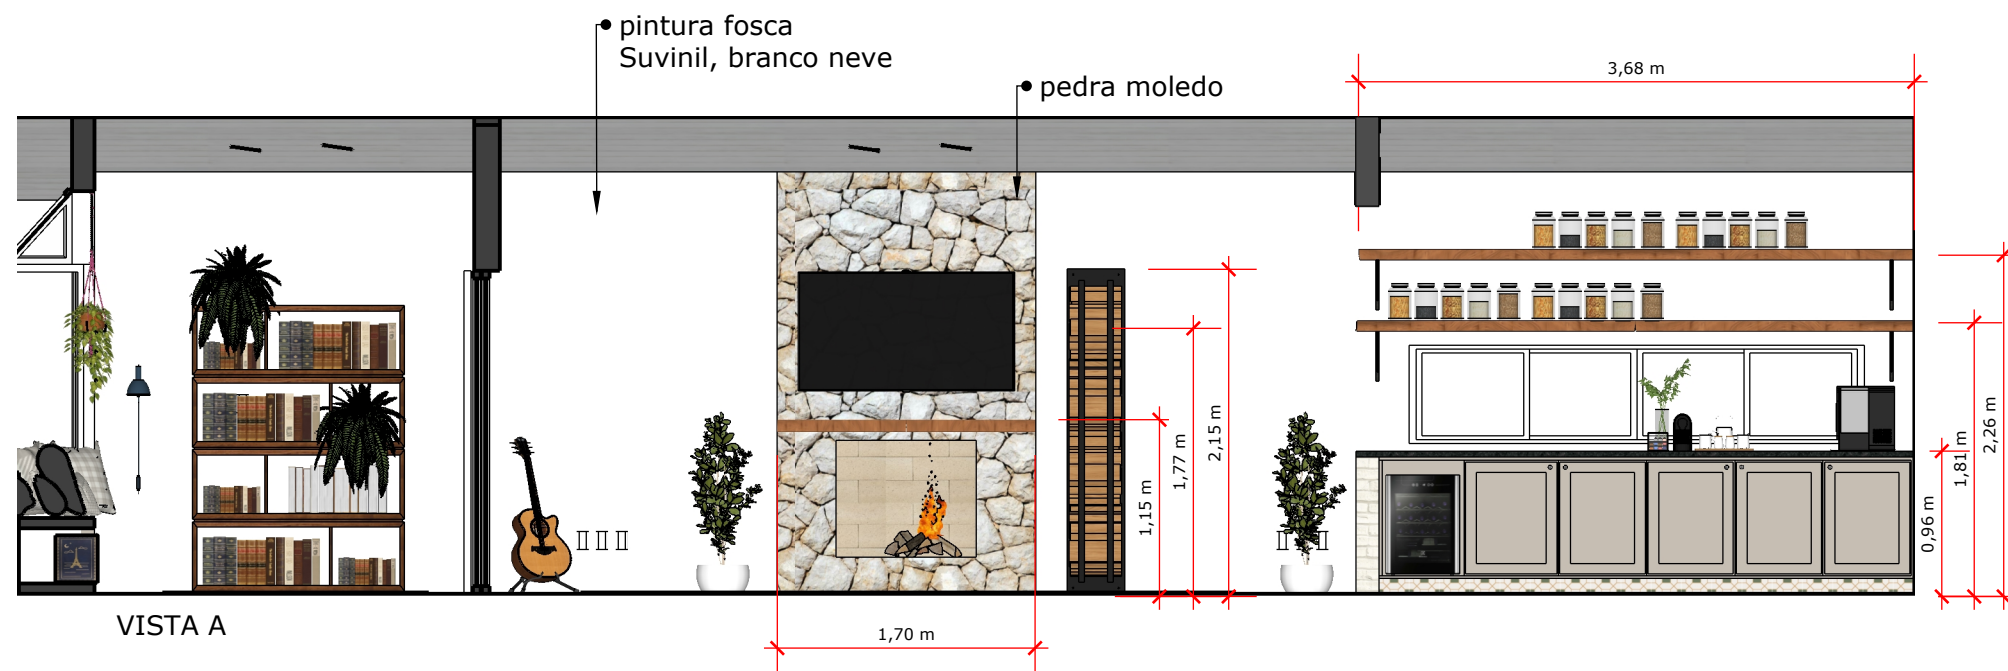 pintura fosca
Suvinil, branco neve
pedra moledo
3,68 m
1,15 m
1,77 m
2,15 m
0,96 m
1,81 m
2,26 m
1,70 m
VISTA A